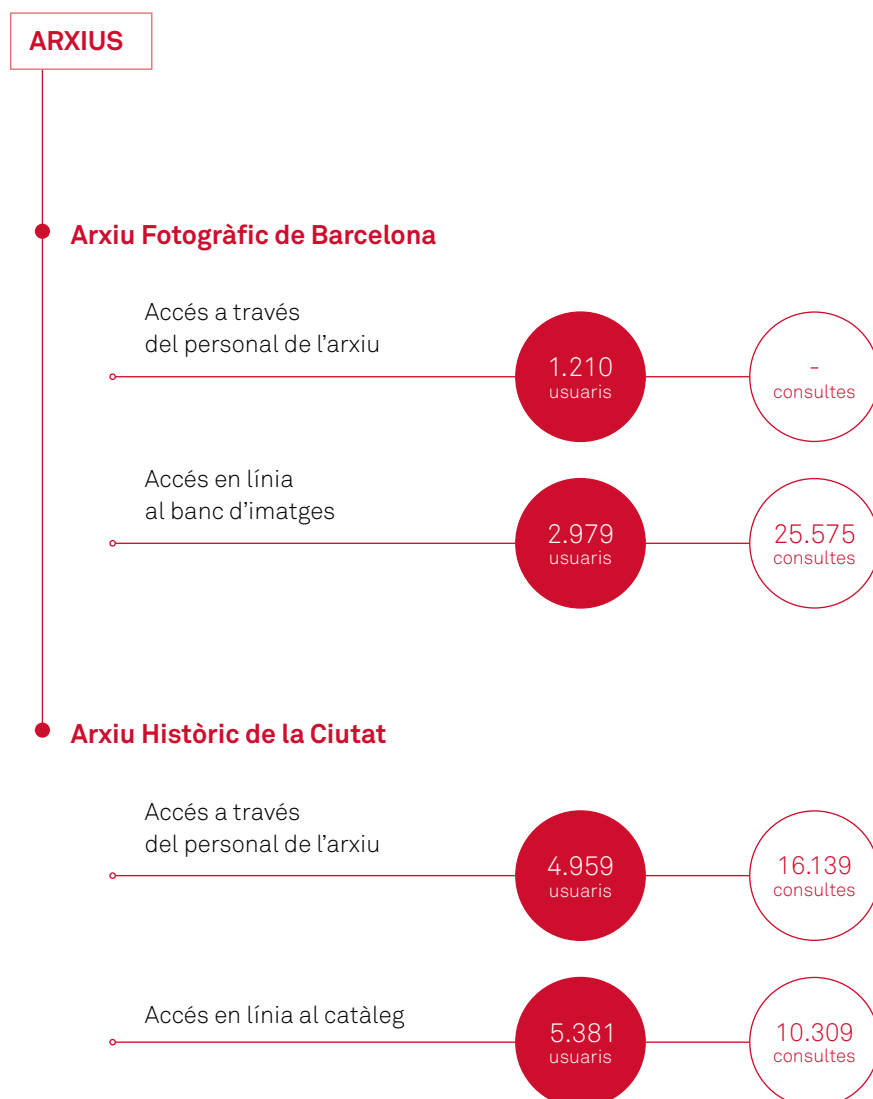 ARXIUS
Arxiu Fotogràfic de Barcelona
Accés a través
del personal de l’arxiu
1.210
usuaris
-
consultes
Accés en línia
al banc d’imatges
2.979
usuaris
25.575
consultes
Arxiu Històric de la Ciutat
Accés a través
del personal de l’arxiu
4.959
usuaris
16.139
consultes
Accés en línia al catàleg
5.381
usuaris
10.309
consultes